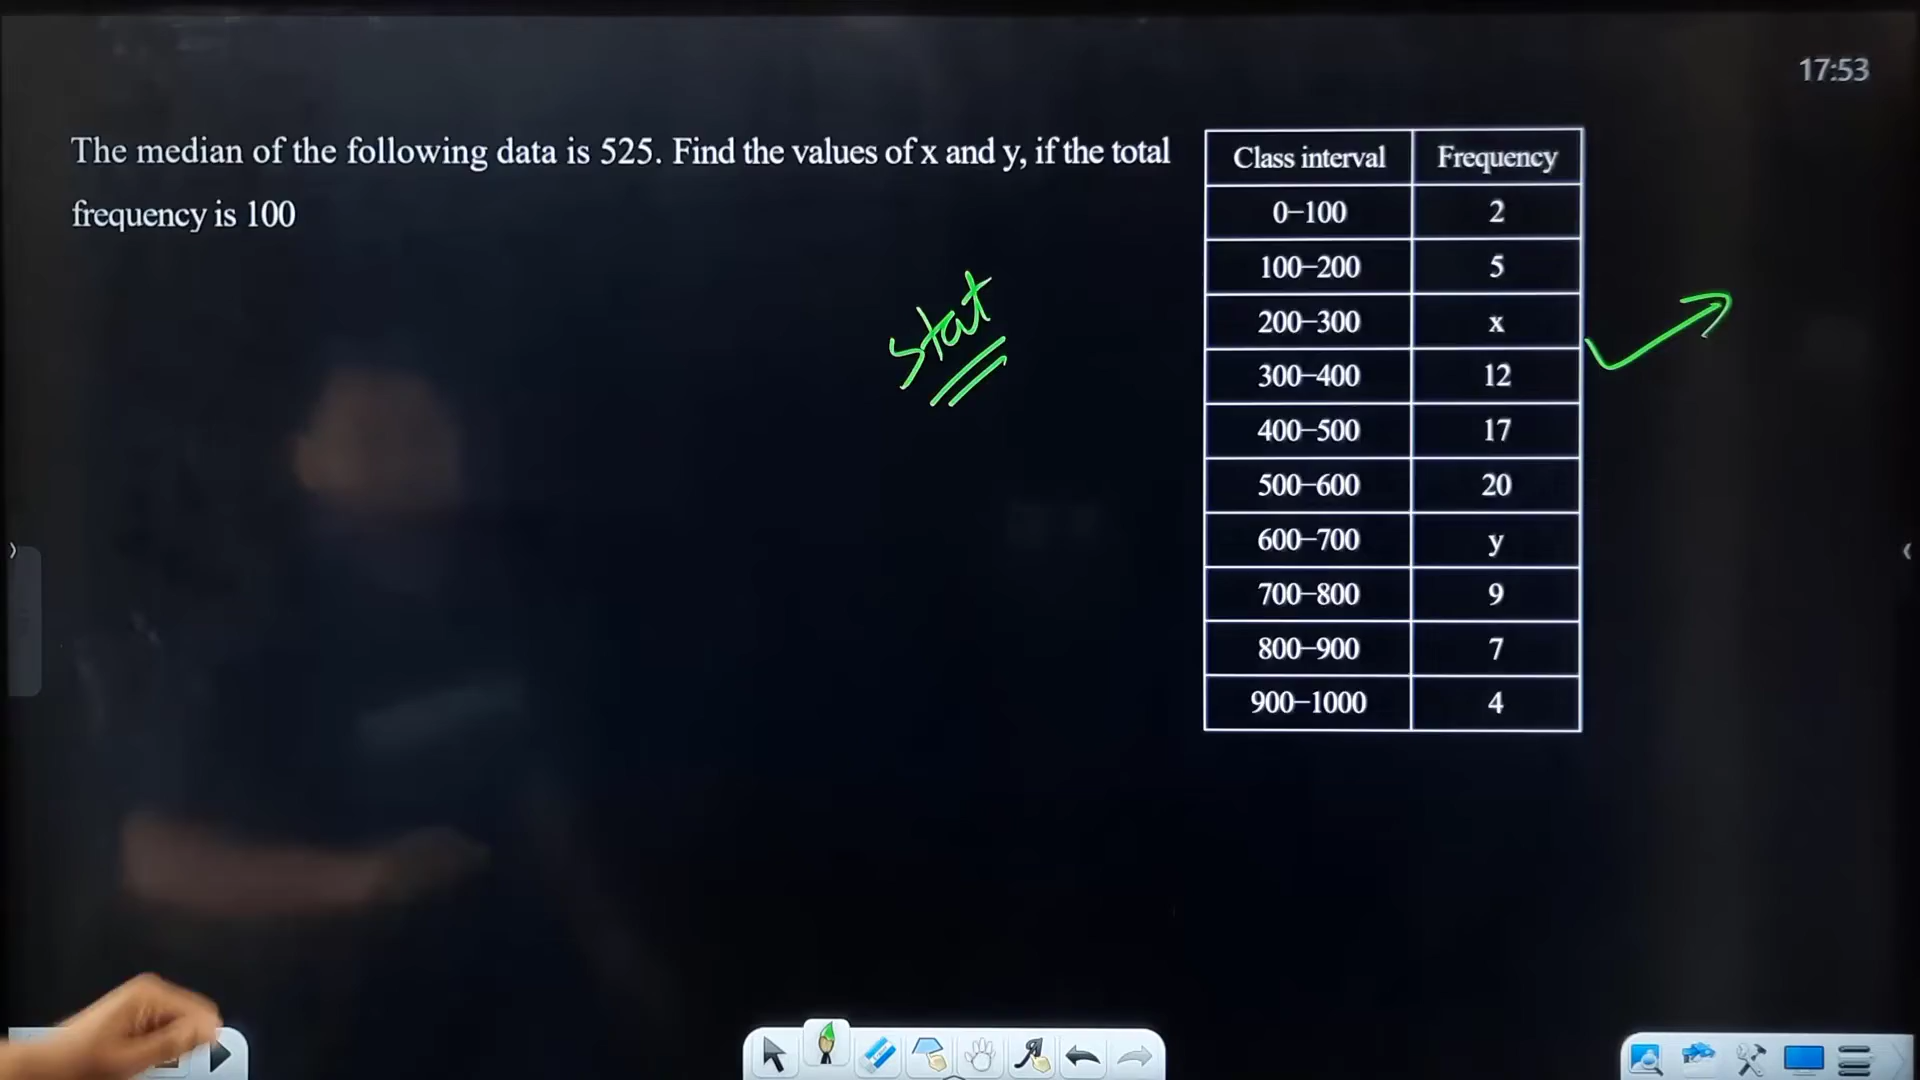 17:53
The median of the following data is 525. Find the values of x and y, if the total
frequency is 100
stat
Class interval Frequency
0–100 2
100–200 5
200–300 x
300–400 12
400–500 17
500–600 20
600–700 y
700–800 9
800–900 7
900–1000 4